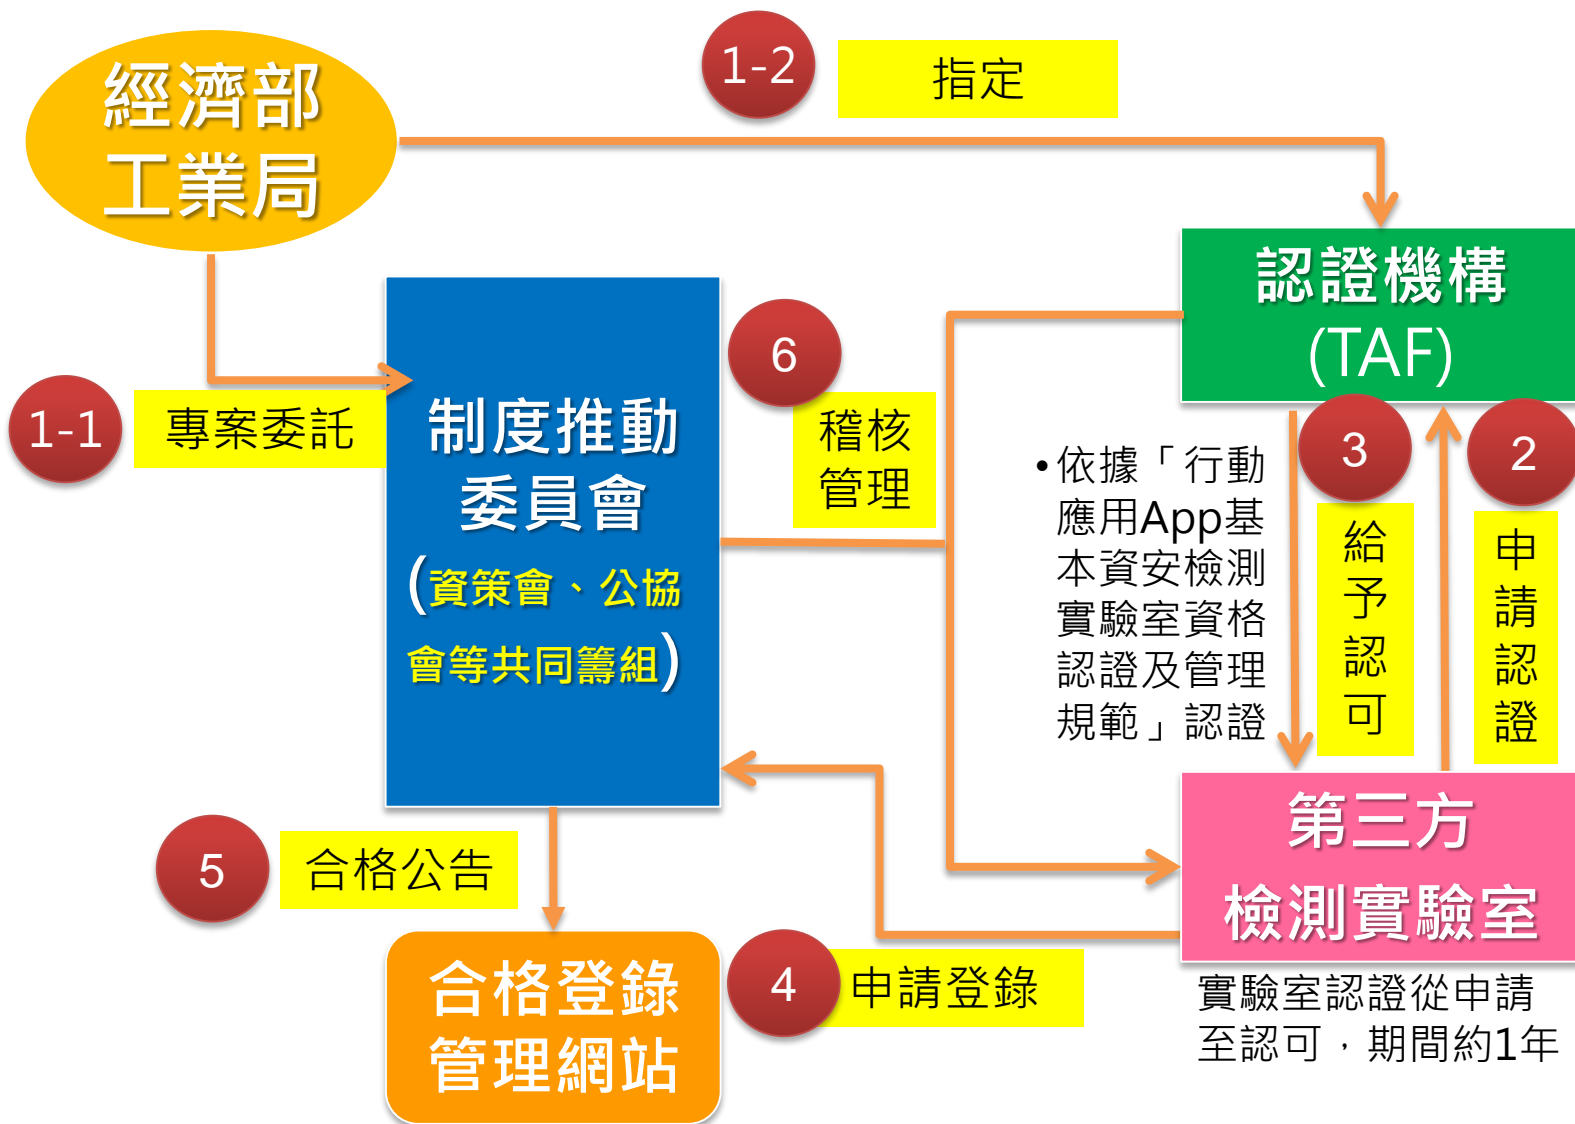 經濟部
工業局
1-2
指定
認證機構
(TAF)
1-1
專案委託
制度推動
委員會
(資策會、公協
會等共同籌組)
6
稽核
管理
•依據「行動
應用App基
本資安檢測
實驗室資格
認證及管理
規範」認證
3
給
予
認
可
2
申
請
認
證
第三方
檢測實驗室
實驗室認證從申請
至認可，期間約1年
5
合格公告
4
申請登錄
合格登錄
管理網站